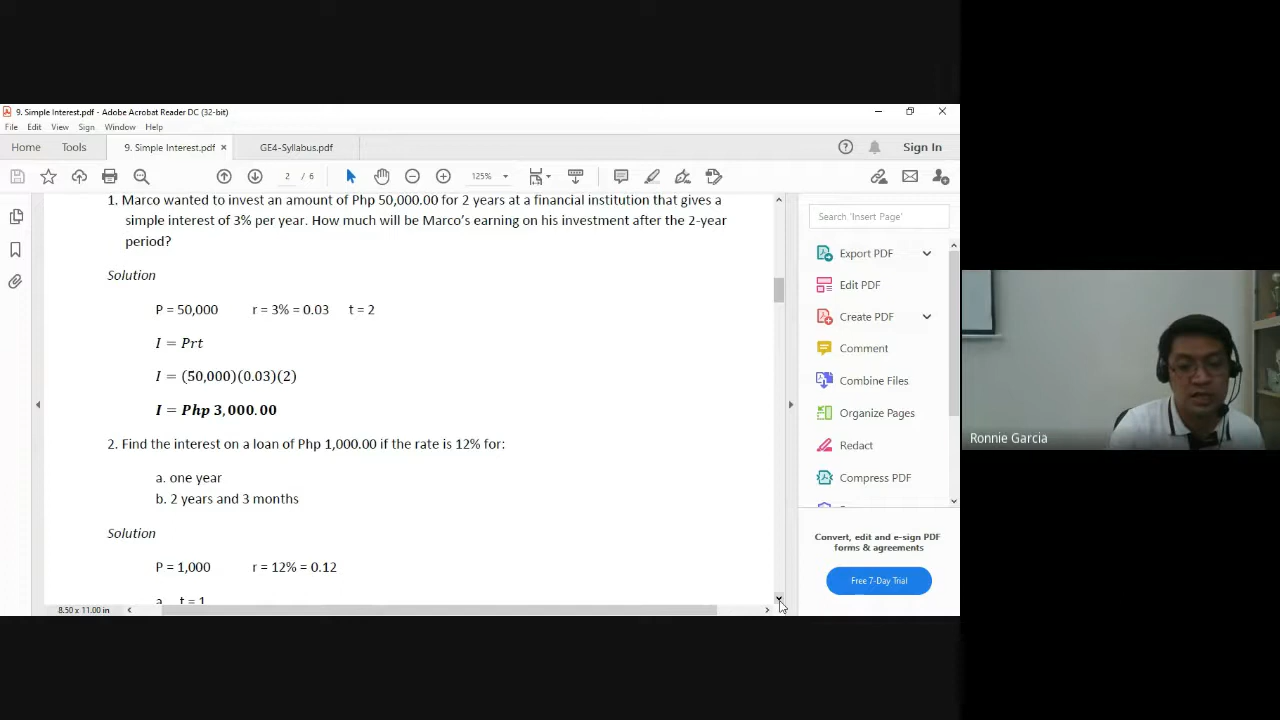 9. Simple Interest.pdf - Adobe Acrobat Reader DC (32-bit)
File Edit View Sign Window Help
Home Tools 9. Simple Interest.pdf × GE4-Syllabus.pdf Sign In
2 / 6 125%
1. Marco wanted to invest an amount of Php 50,000.00 for 2 years at a financial institution that gives a
simple interest of 3% per year. How much will be Marco's earning on his investment after the 2-year
period?
Solution
P = 50,000 r = 3% = 0.03 t = 2
I = Prt
I = (50,000)(0.03)(2)
I = Php 3,000.00
2. Find the interest on a loan of Php 1,000.00 if the rate is 12% for:
a. one year
b. 2 years and 3 months
Solution
P = 1,000 r = 12% = 0.12
a. t = 1
8.50 x 11.00 in
Search 'Insert Page'
Export PDF
Edit PDF
Create PDF
Comment
Combine Files
Organize Pages
Redact
Compress PDF
Convert, edit and e-sign PDF
forms & agreements
Free 7-Day Trial
Ronnie Garcia